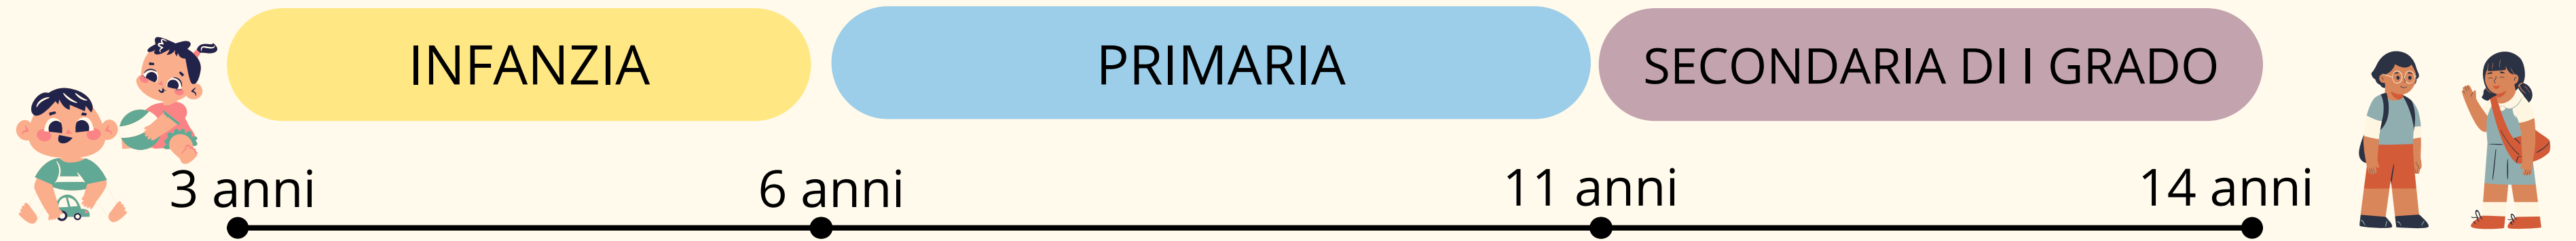 INFANZIA
PRIMARIA
SECONDARIA DI I GRADO
3 anni
6 anni
11 anni
14 anni